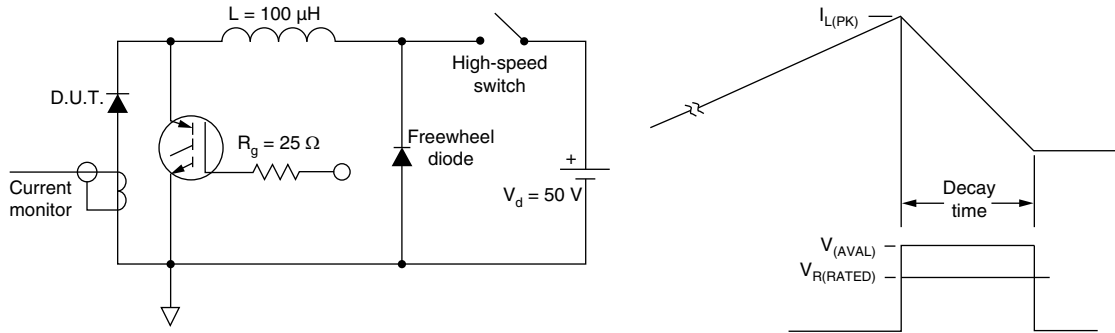 L = 100 µH
D.U.T.
Current
monitor
R_g = 25 Ω
Freewheel
diode
High-speed
switch
+
V_d = 50 V
I_L(PK)
Decay
time
V_(AVAL)
V_R(RATED)